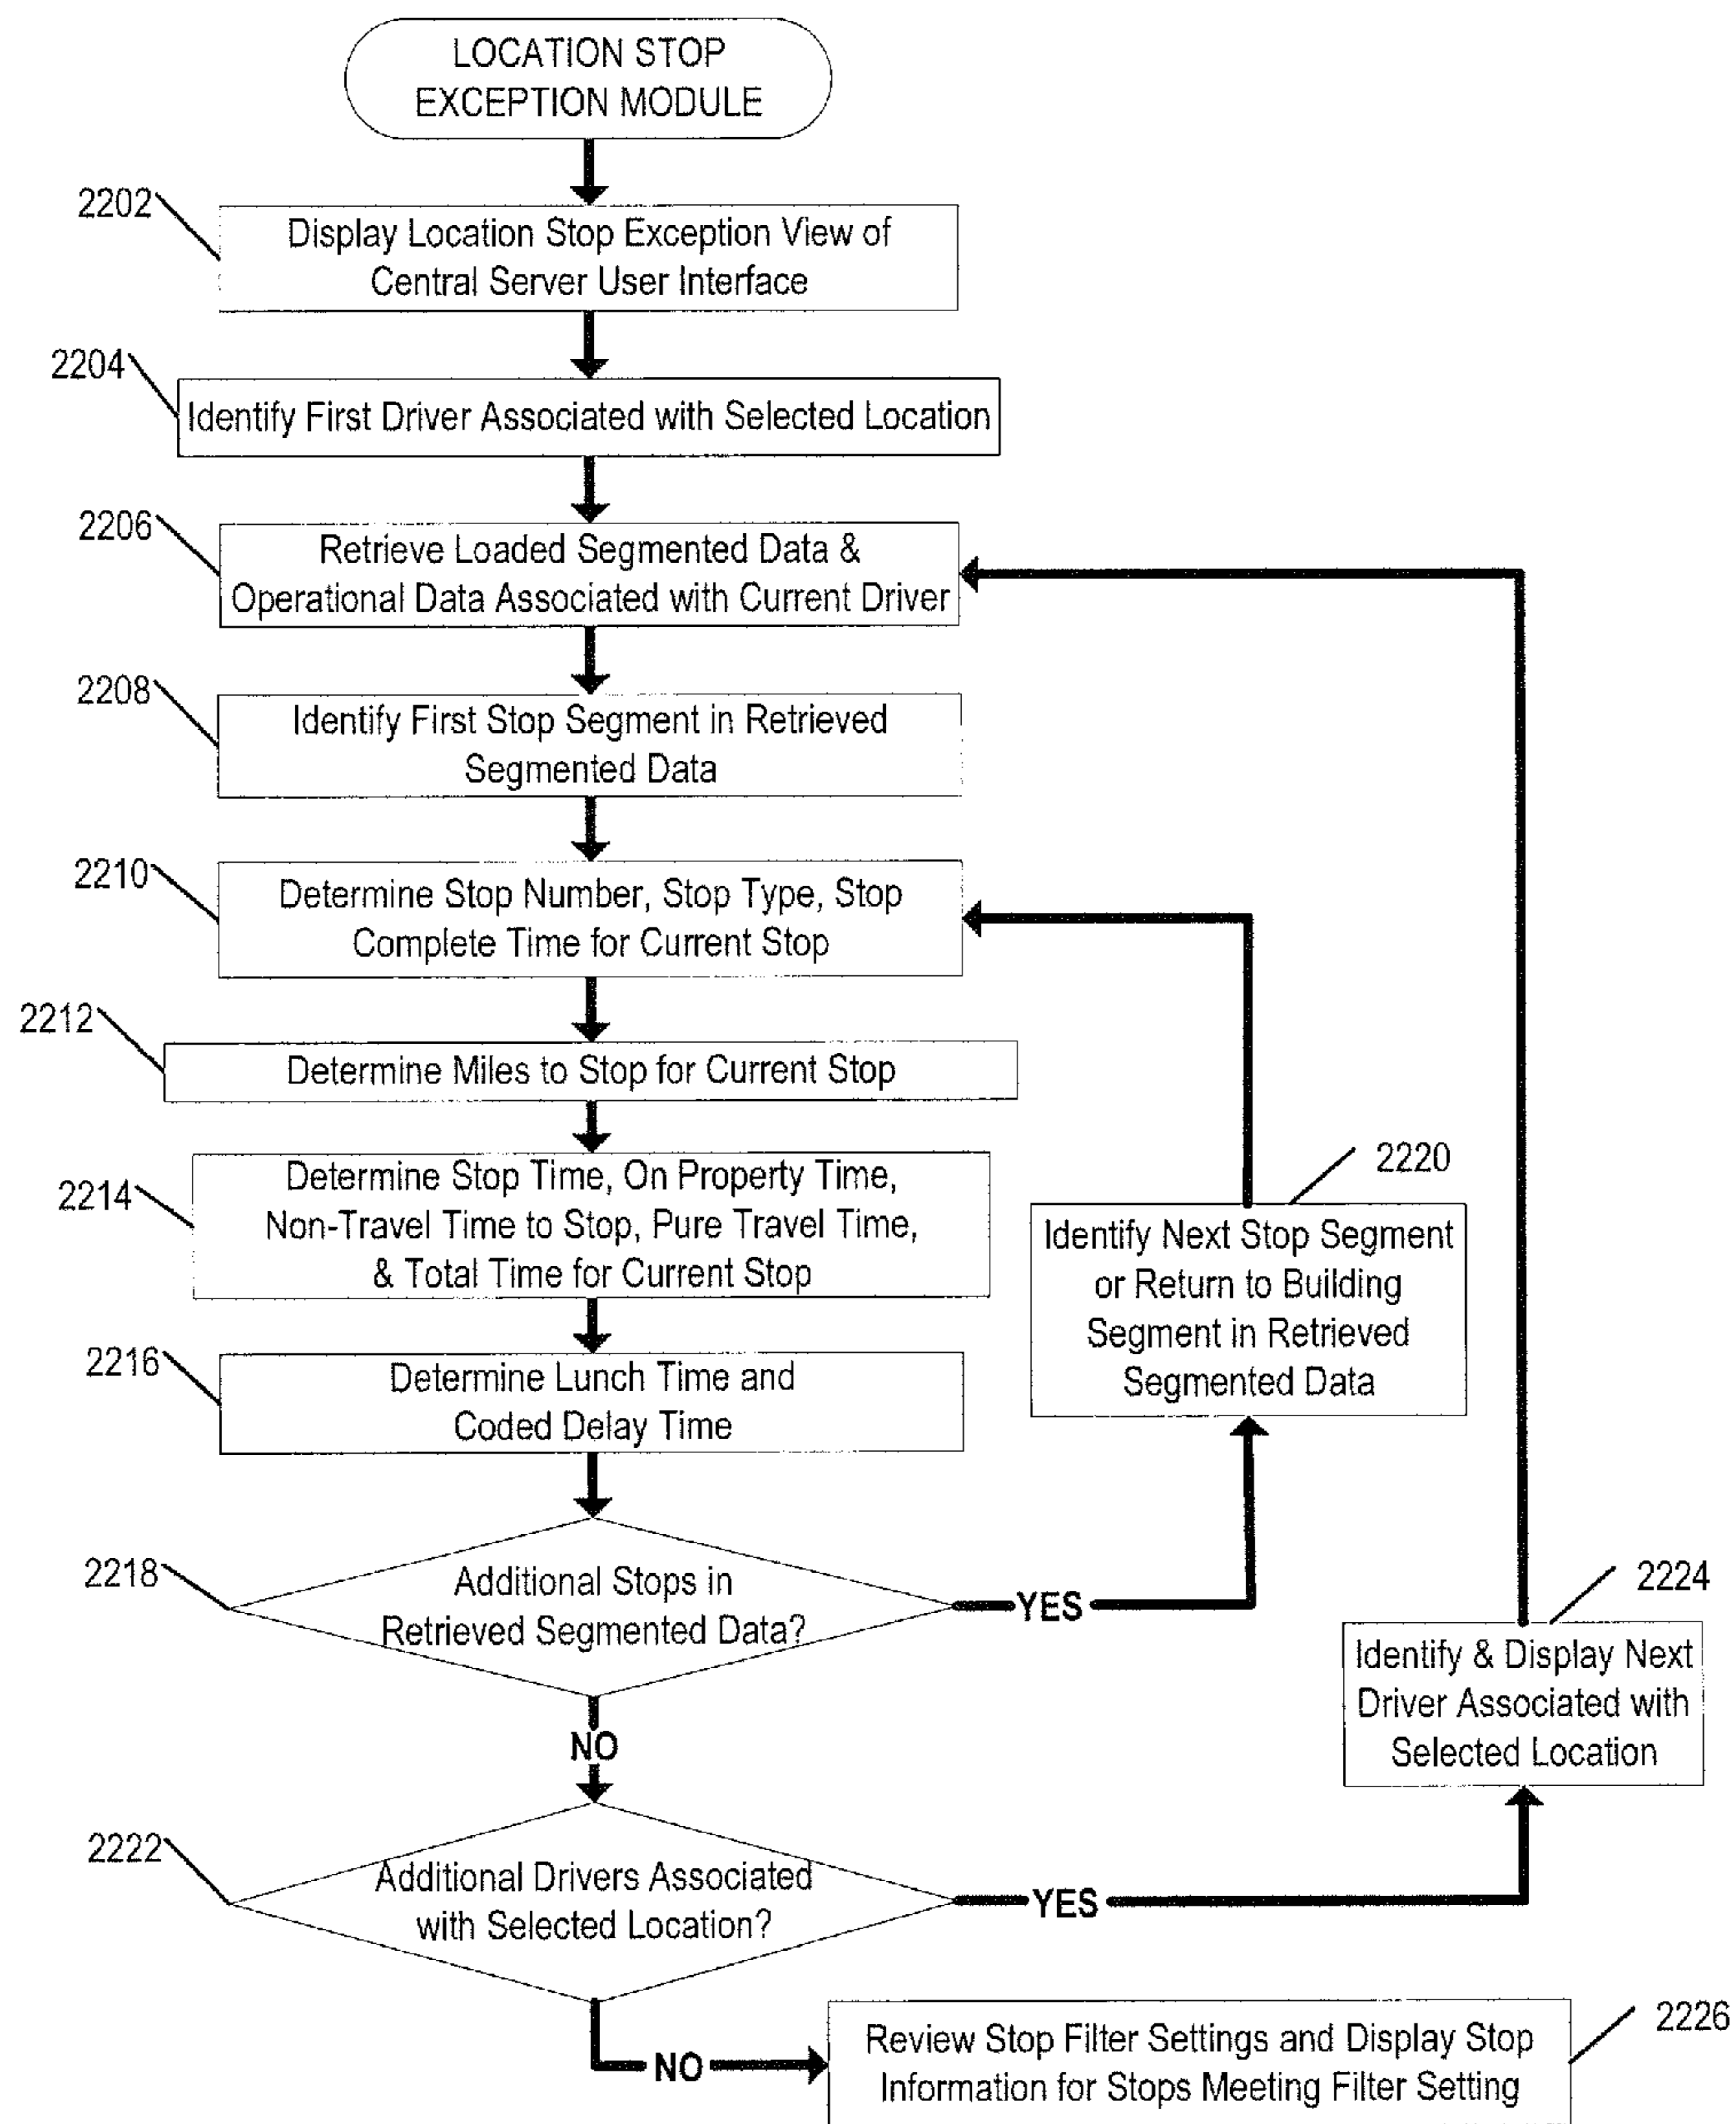 LOCATION STOP
EXCEPTION MODULE
2202
Display Location Stop Exception View of
Central Server User Interface
2204
Identify First Driver Associated with Selected Location
2206
Retrieve Loaded Segmented Data &
Operational Data Associated with Current Driver
2208
Identify First Stop Segment in Retrieved
Segmented Data
2210
Determine Stop Number, Stop Type, Stop
Complete Time for Current Stop
2212
Determine Miles to Stop for Current Stop
2214
Determine Stop Time, On Property Time,
Non-Travel Time to Stop, Pure Travel Time,
& Total Time for Current Stop
2216
Determine Lunch Time and
Coded Delay Time
2218
Additional Stops in
Retrieved Segmented Data?
YES
2220
Identify Next Stop Segment
or Return to Building
Segment in Retrieved
Segmented Data
NO
2222
Additional Drivers Associated
with Selected Location?
YES
2224
Identify & Display Next
Driver Associated with
Selected Location
NO
2226
Review Stop Filter Settings and Display Stop
Information for Stops Meeting Filter Setting